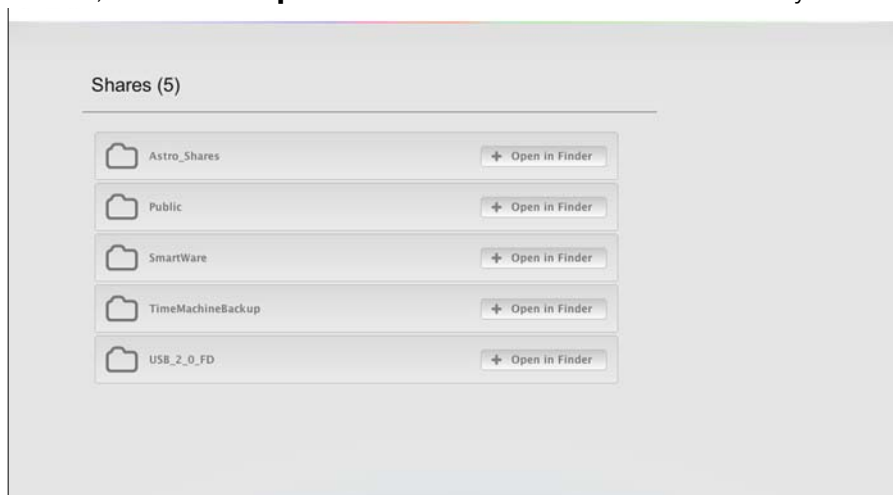 Shares (5)
Astro_Shares + Open in Finder
Public + Open in Finder
SmartWare + Open in Finder
TimeMachineBackup + Open in Finder
USB_2_0_FD + Open in Finder